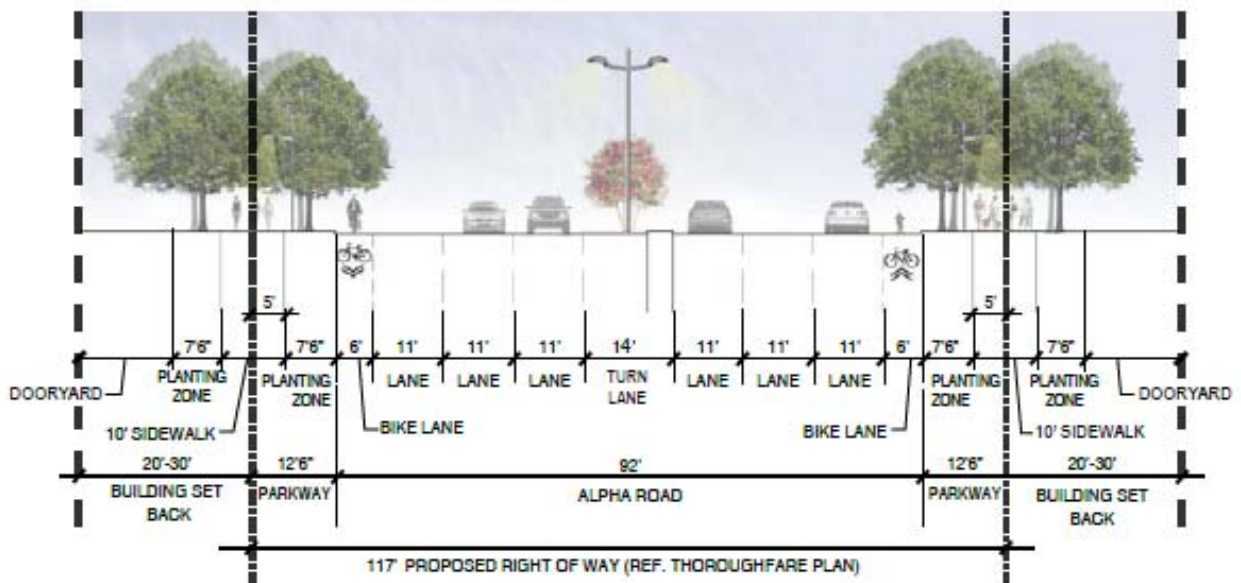 5' 5'
7'6" 7'6" 6' 11' 11' 11' 14' 11' 11' 11' 6' 7'6" 7'6"
DOORYARD PLANTING ZONE PLANTING ZONE LANE LANE LANE TURN LANE LANE LANE LANE PLANTING ZONE PLANTING ZONE DOORYARD
10' SIDEWALK BIKE LANE BIKE LANE 10' SIDEWALK
20'-30' 12'6" 92' 12'6" 20'-30'
BUILDING SET BACK PARKWAY ALPHA ROAD PARKWAY BUILDING SET BACK
117' PROPOSED RIGHT OF WAY (REF. THOROUGHFARE PLAN)